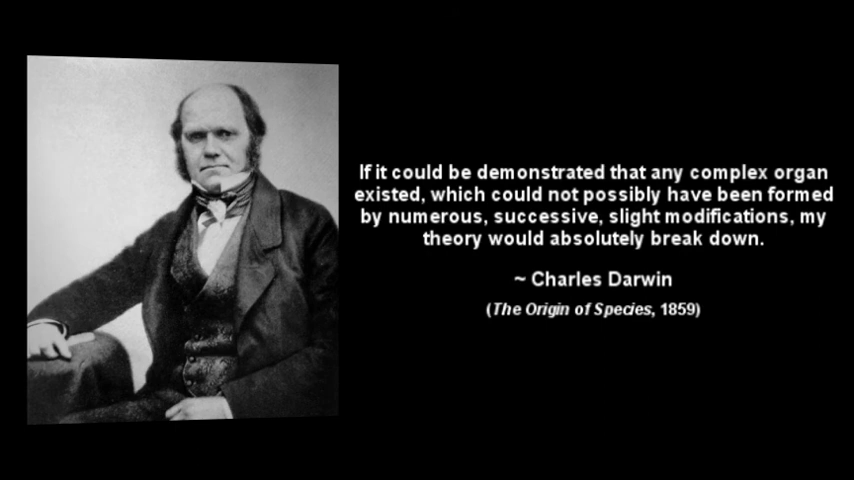 If it could be demonstrated that any complex organ
existed, which could not possibly have been formed
by numerous, successive, slight modifications, my
theory would absolutely break down.
~ Charles Darwin
(The Origin of Species, 1859)